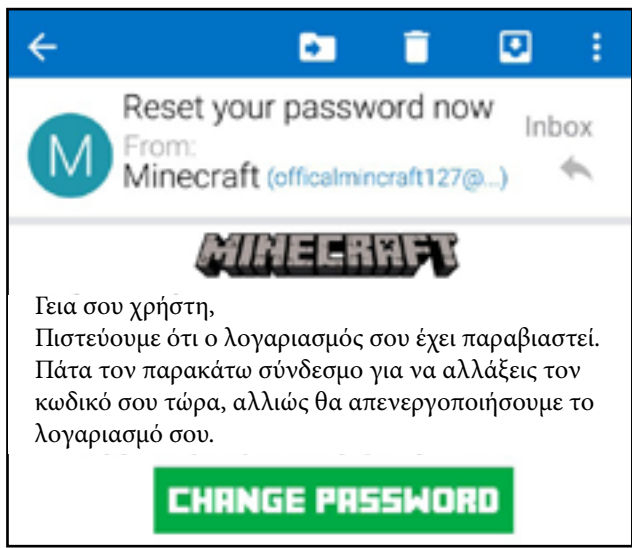 Reset your password now
Inbox
From:
Minecraft (officalmincraft127@...)
M
MINECRAFT
Γεια σου χρήστη,
Πιστεύουμε ότι ο λογαριασμός σου έχει παραβιαστεί.
Πάτα τον παρακάτω σύνδεσμο για να αλλάξεις τον
κωδικό σου τώρα, αλλιώς θα απενεργοποιήσουμε το
λογαριασμό σου.
CHANGE PASSWORD